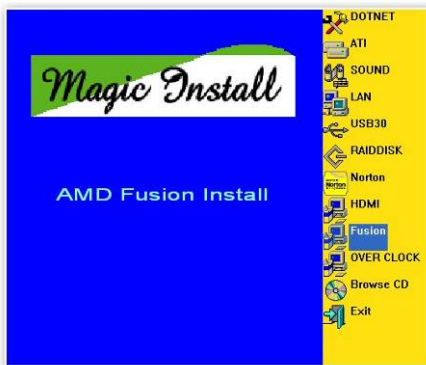 Magic Install
AMD Fusion Install
DOTNET
ATI
SOUND
LAN
USB30
RAIDDISK
Norton
HDMI
Fusion
OVER CLOCK
Browse CD
Exit